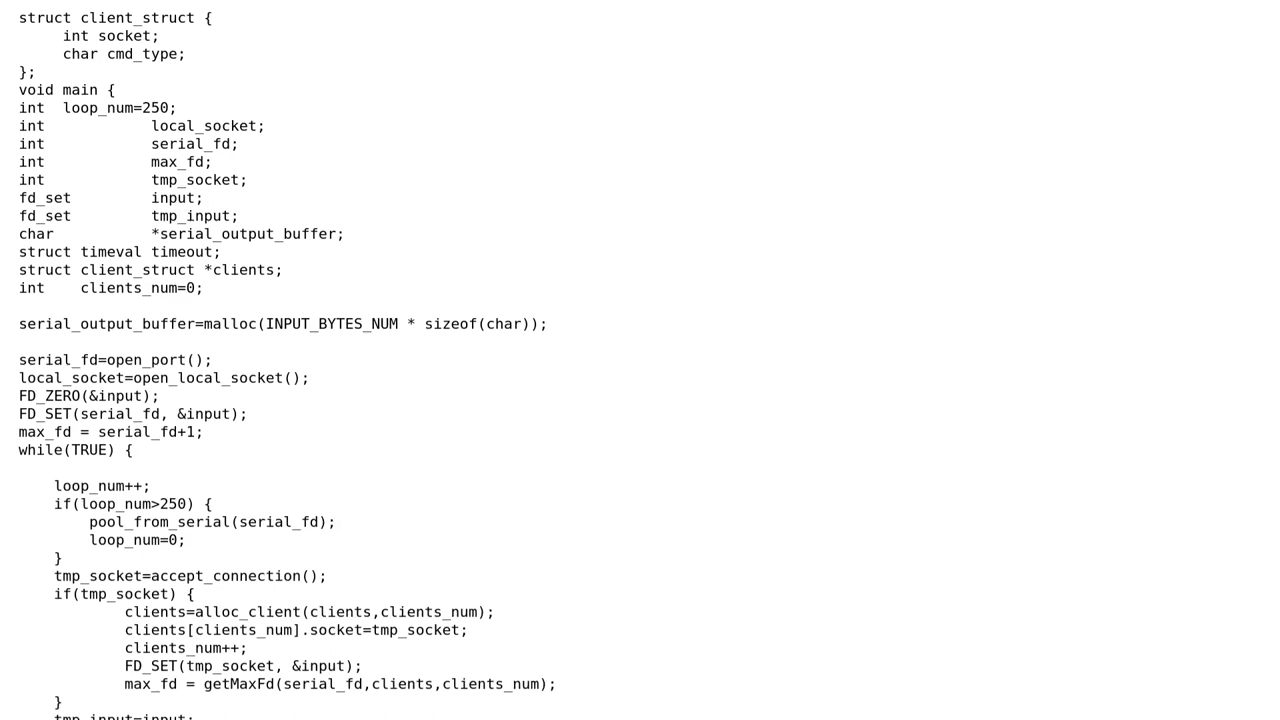 struct client_struct {
     int socket;
     char cmd_type;
};
void main {
int  loop_num=250;
int            local_socket;
int            serial_fd;
int            max_fd;
int            tmp_socket;
fd_set         input;
fd_set         tmp_input;
char           *serial_output_buffer;
struct timeval timeout;
struct client_struct *clients;
int    clients_num=0;

serial_output_buffer=malloc(INPUT_BYTES_NUM * sizeof(char));

serial_fd=open_port();
local_socket=open_local_socket();
FD_ZERO(&input);
FD_SET(serial_fd, &input);
max_fd = serial_fd+1;
while(TRUE) {

    loop_num++;
    if(loop_num>250) {
        pool_from_serial(serial_fd);
        loop_num=0;
    }
    tmp_socket=accept_connection();
    if(tmp_socket) {
            clients=alloc_client(clients,clients_num);
            clients[clients_num].socket=tmp_socket;
            clients_num++;
            FD_SET(tmp_socket, &input);
            max_fd = getMaxFd(serial_fd,clients,clients_num);
    }
    tmp_input=input;